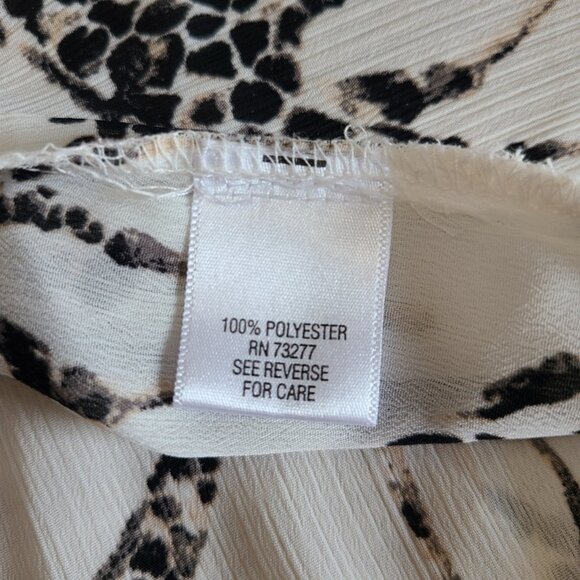 100% POLYESTER
RN 73277
SEE REVERSE
FOR CARE